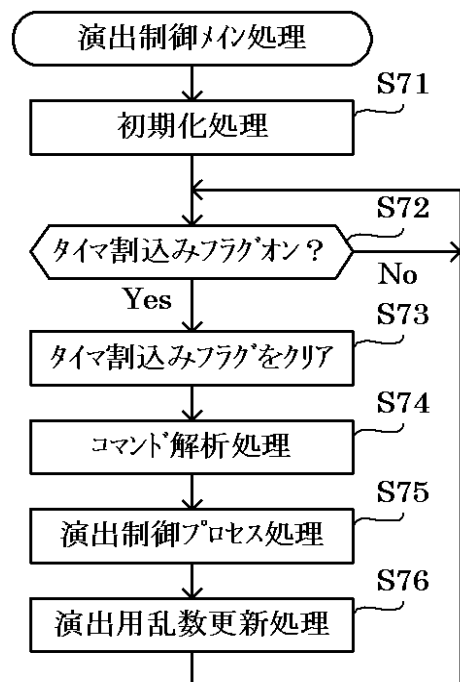 演出制御メイン処理
S71
初期化処理
S72
タイマ割込みフラグオン？
No
Yes
S73
タイマ割込みフラグをクリア
S74
コマンド解析処理
S75
演出制御プロセス処理
S76
演出用乱数更新処理